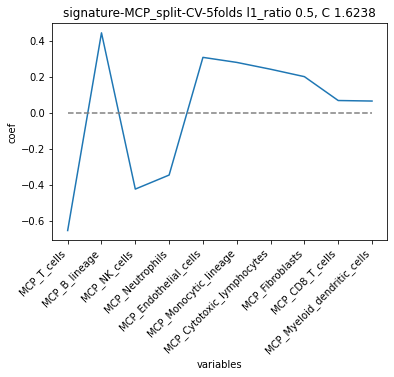 signature-MCP_split-CV-5folds l1_ratio 0.5, C 1.6238
0.4
0.2
0.0
−0.2
−0.4
−0.6
coef
MCP_T_cells
MCP_B_lineage
MCP_NK_cells
MCP_Neutrophils
MCP_Endothelial_cells
MCP_Monocytic_lineage
MCP_Cytotoxic_lymphocytes
MCP_Fibroblasts
MCP_CD8_T_cells
MCP_Myeloid_dendritic_cells
variables